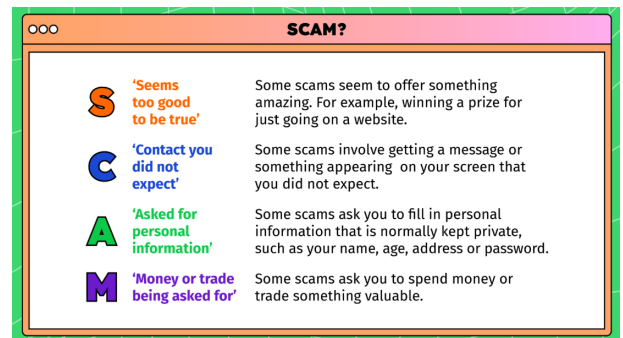 SCAM?
S
'Seems
too good
to be true'
Some scams seem to offer something
amazing. For example, winning a prize for
just going on a website.
C
'Contact you
did not
expect'
Some scams involve getting a message or
something appearing  on your screen that
you did not expect.
A
'Asked for
personal
information'
Some scams ask you to fill in personal
information that is normally kept private,
such as your name, age, address or password.
M
'Money or trade
being asked for'
Some scams ask you to spend money or
trade something valuable.